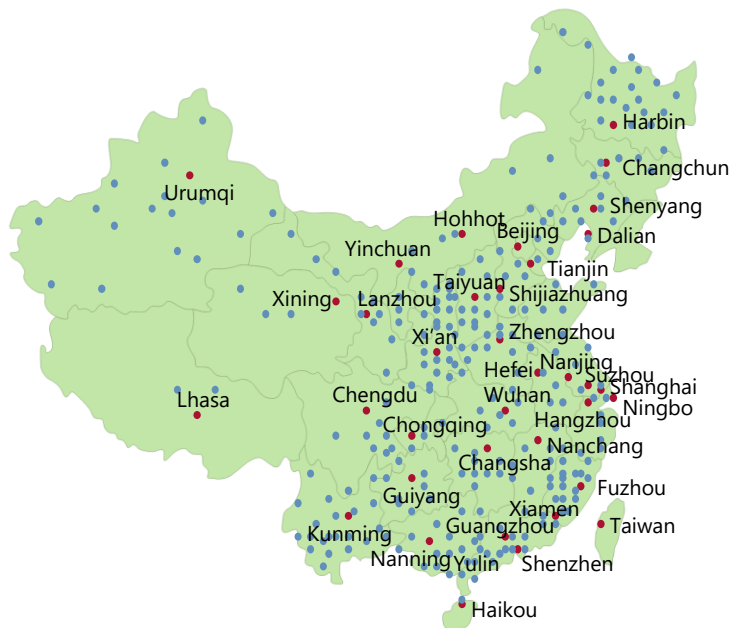 Harbin
Changchun
Urumqi
Shenyang
Hohhot
Beijing
Dalian
Yinchuan
Tianjin
Taiyuan
Xining
Lanzhou
Shijiazhuang
Xi'an
Zhengzhou
Nanjing
Hefei
Suzhou
Shanghai
Lhasa
Chengdu
Wuhan
Ningbo
Chongqing
Hangzhou
Nanchang
Changsha
Guiyang
Fuzhou
Xiamen
Kunming
Guangzhou
Taiwan
Nanning
Yulin
Shenzhen
Haikou